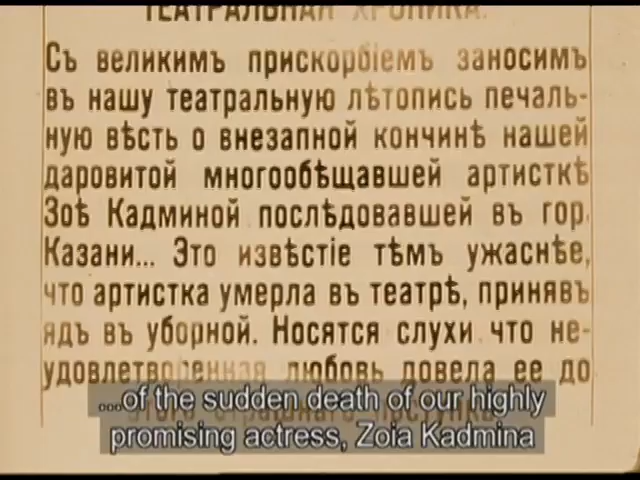 ТЕАТРАЛЬНАЯ ХРОНИКА.
Съ великимъ прискорбіемъ заносимъ
въ нашу театральную лѣтопись печаль-
ную вѣсть о внезапной кончинѣ нашей
даровитой многообѣщавшей артисткѣ
Зоѣ Кадминой послѣдовавшей въ гор.
Казани... Это извѣстіе тѣмъ ужаснѣе,
что артистка умерла въ театрѣ, принявъ
ядъ въ уборной. Носятся слухи что не-
удовлетворенная любовь довела ее до
...of the sudden death of our highly
promising actress, Zoia Kadmina